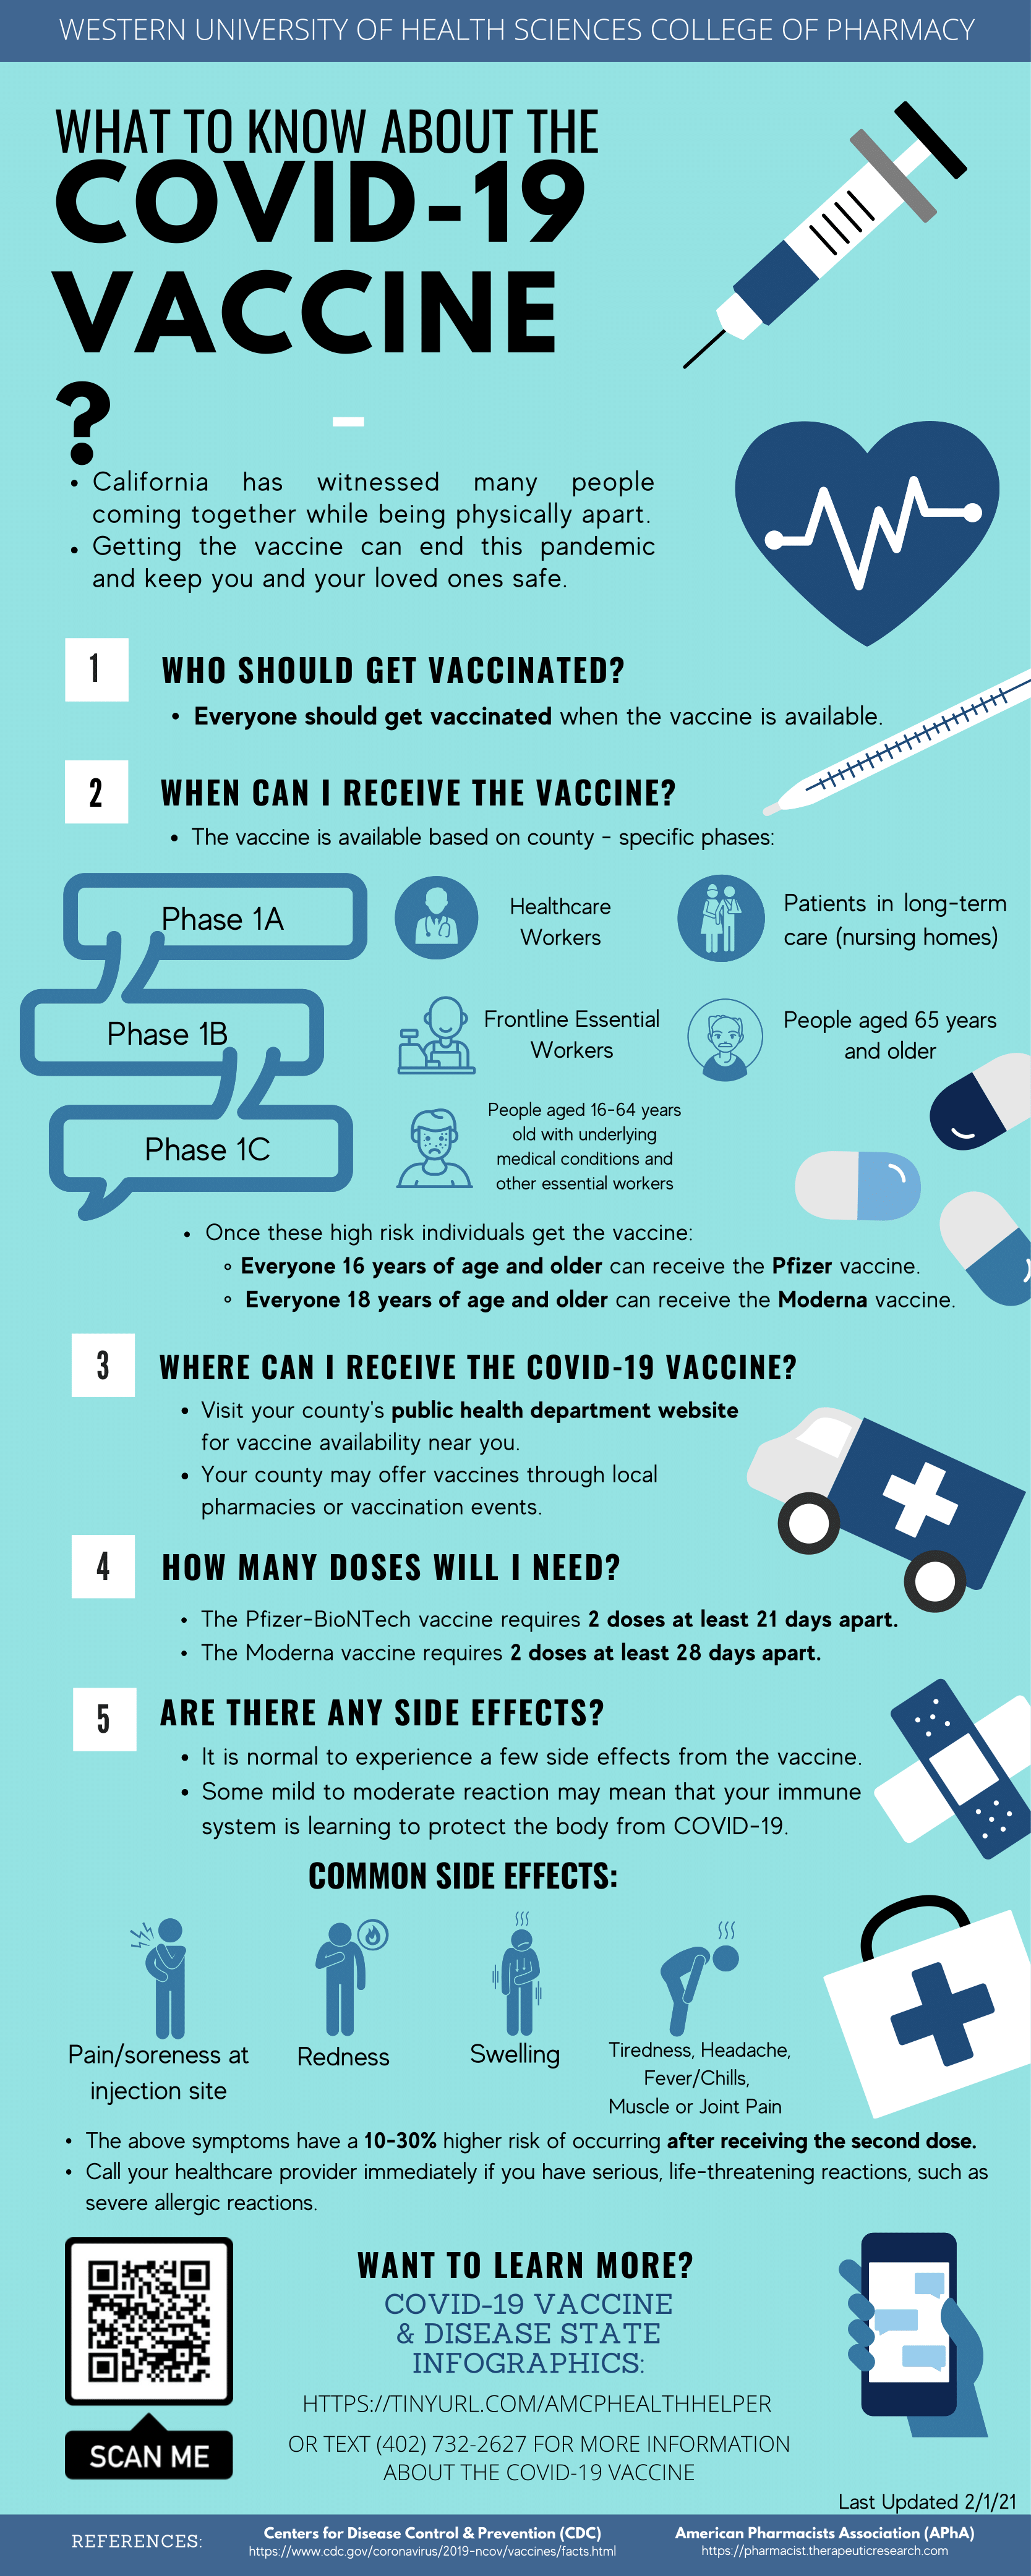 WESTERN UNIVERSITY OF HEALTH SCIENCES COLLEGE OF PHARMACY
WHAT TO KNOW ABOUT THE
COVID-19
VACCINE
?
• California has witnessed many people
coming together while being physically apart.
• Getting the vaccine can end this pandemic
and keep you and your loved ones safe.
1
WHO SHOULD GET VACCINATED?
• Everyone should get vaccinated when the vaccine is available.
2
WHEN CAN I RECEIVE THE VACCINE?
• The vaccine is available based on county - specific phases:
Phase 1A
Healthcare
Workers
Patients in long-term
care (nursing homes)
Phase 1B
Frontline Essential
Workers
People aged 65 years
and older
Phase 1C
People aged 16-64 years
old with underlying
medical conditions and
other essential workers
• Once these high risk individuals get the vaccine:
◦ Everyone 16 years of age and older can receive the Pfizer vaccine.
◦ Everyone 18 years of age and older can receive the Moderna vaccine.
3
WHERE CAN I RECEIVE THE COVID-19 VACCINE?
• Visit your county's public health department website
for vaccine availability near you.
• Your county may offer vaccines through local
pharmacies or vaccination events.
4
HOW MANY DOSES WILL I NEED?
• The Pfizer-BioNTech vaccine requires 2 doses at least 21 days apart.
• The Moderna vaccine requires 2 doses at least 28 days apart.
5
ARE THERE ANY SIDE EFFECTS?
• It is normal to experience a few side effects from the vaccine.
• Some mild to moderate reaction may mean that your immune
system is learning to protect the body from COVID-19.
COMMON SIDE EFFECTS:
Pain/soreness at
injection site
Redness
Swelling
Tiredness, Headache,
Fever/Chills,
Muscle or Joint Pain
• The above symptoms have a 10-30% higher risk of occurring after receiving the second dose.
• Call your healthcare provider immediately if you have serious, life-threatening reactions, such as
severe allergic reactions.
SCAN ME
WANT TO LEARN MORE?
COVID-19 VACCINE
& DISEASE STATE
INFOGRAPHICS:
HTTPS://TINYURL.COM/AMCPHEALTHHELPER
OR TEXT (402) 732-2627 FOR MORE INFORMATION
ABOUT THE COVID-19 VACCINE
Last Updated 2/1/21
REFERENCES:
Centers for Disease Control & Prevention (CDC)
https://www.cdc.gov/coronavirus/2019-ncov/vaccines/facts.html
American Pharmacists Association (APhA)
https://pharmacist.therapeuticresearch.com